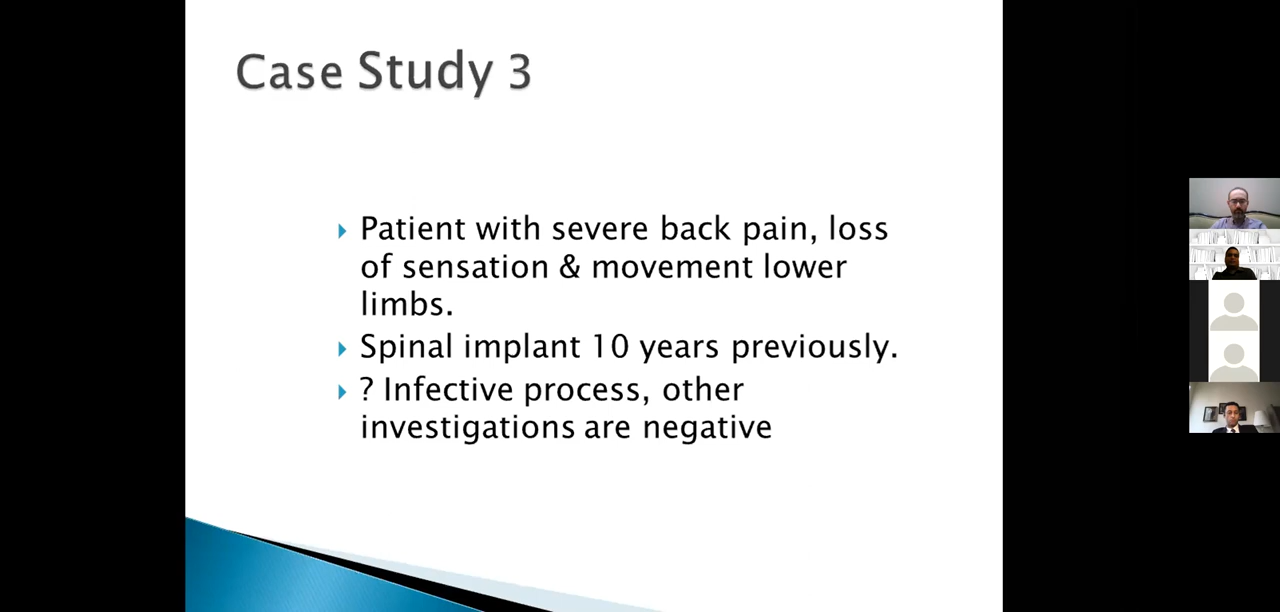 Case Study 3
Patient with severe back pain, loss
of sensation & movement lower
limbs.
Spinal implant 10 years previously.
? Infective process, other
investigations are negative